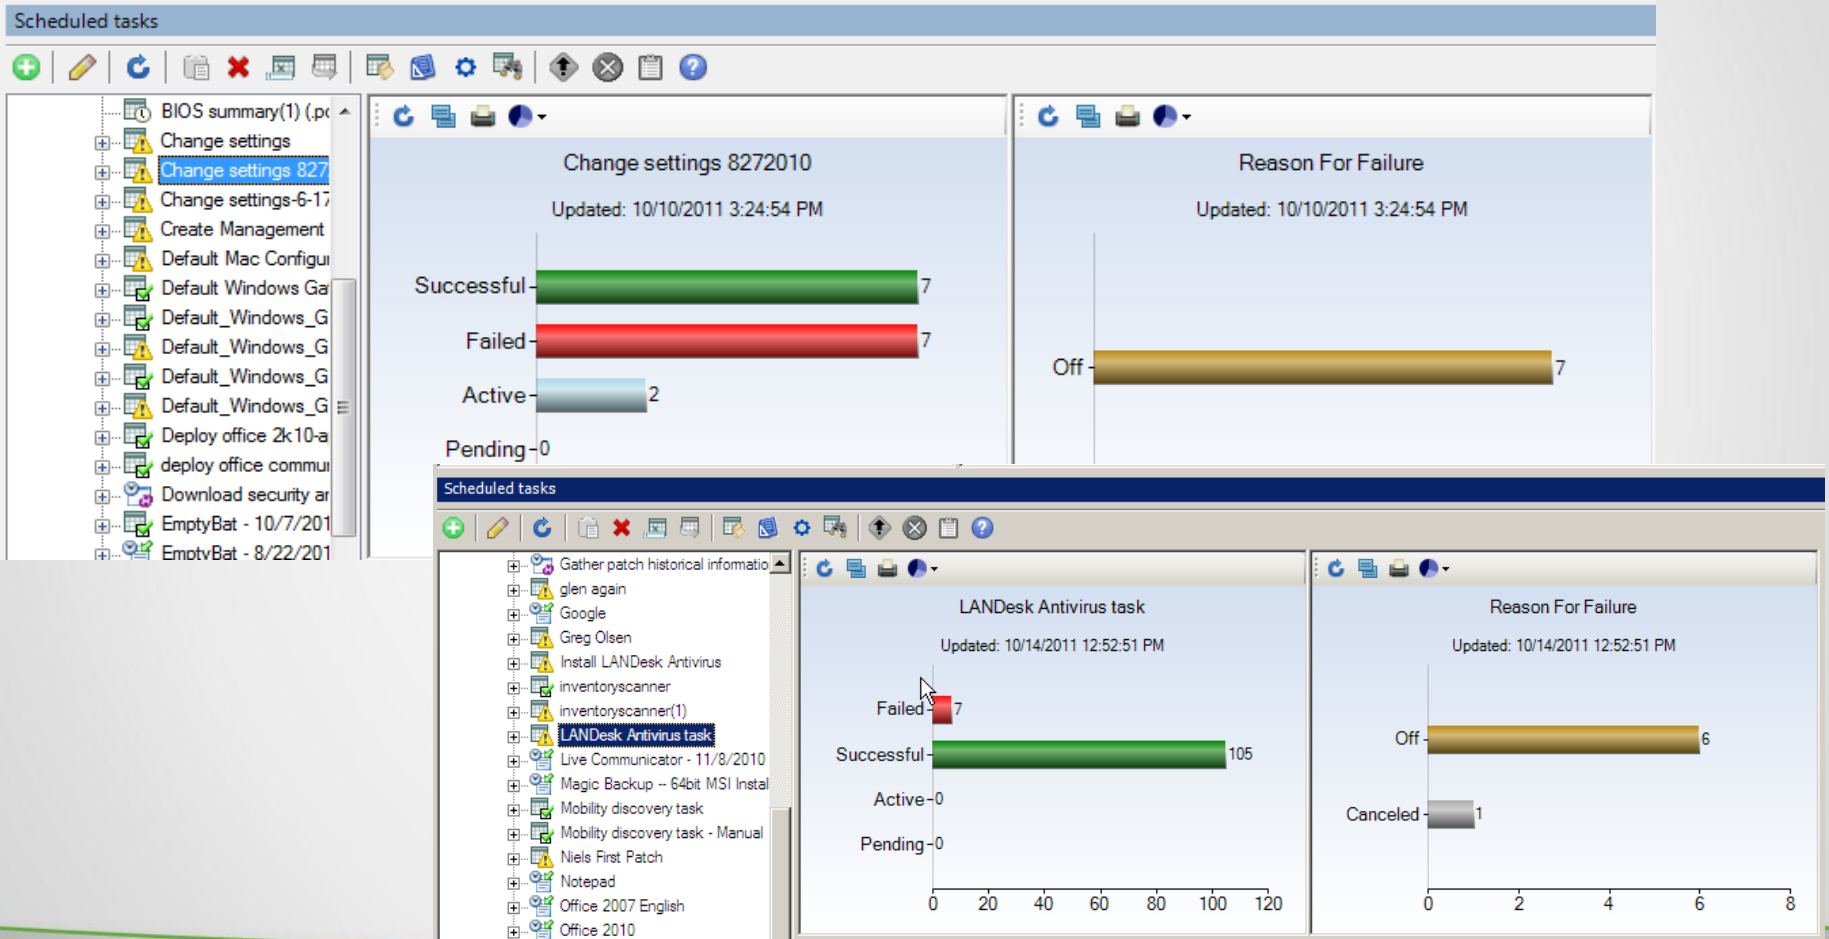 Scheduled tasks
BIOS summary(1) (.pc
Change settings
Change settings 827
Change settings-6-17
Create Management
Default Mac Configur
Default Windows Ga
Default_Windows_G
Default_Windows_G
Default_Windows_G
Default_Windows_G
Deploy office 2k10-a
deploy office commur
Download security ar
EmptyBat - 10/7/201
EmptyBat - 8/22/201
Change settings 8272010
Updated: 10/10/2011 3:24:54 PM
Successful 7
Failed 7
Active 2
Pending 0
Reason For Failure
Updated: 10/10/2011 3:24:54 PM
Off 7
Scheduled tasks
Gather patch historical informatio
glen again
Google
Greg Olsen
Install LANDesk Antivirus
inventoryscanner
inventoryscanner(1)
LANDesk Antivirus task
Live Communicator - 11/8/2010
Magic Backup -- 64bit MSI Instal
Mobility discovery task
Mobility discovery task - Manual
Niels First Patch
Notepad
Office 2007 English
Office 2010
LANDesk Antivirus task
Updated: 10/14/2011 12:52:51 PM
Failed 7
Successful 105
Active 0
Pending 0
0 20 40 60 80 100 120
Reason For Failure
Updated: 10/14/2011 12:52:51 PM
Off 6
Canceled 1
0 2 4 6 8